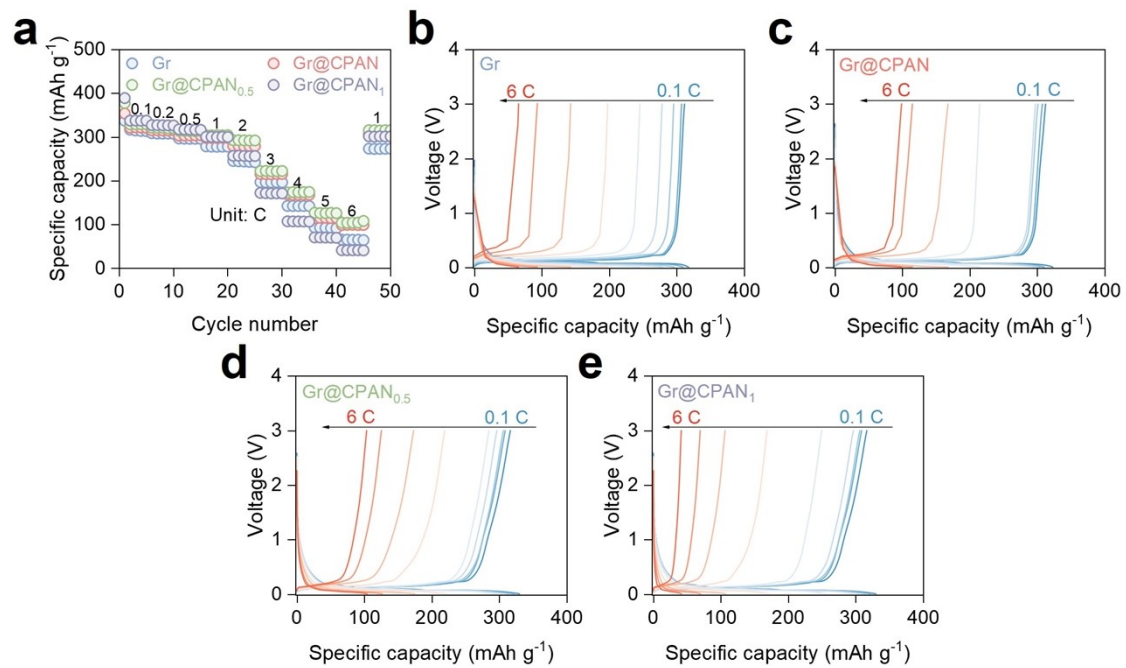 a
500
400
300
200
100
0
Specific capacity (mAh g⁻¹)
Gr
Gr@CPAN
Gr@CPAN₀.₅
Gr@CPAN₁
0.1 0.2 0.5 1 2 3 4 5 6 1
Unit: C
0 10 20 30 40 50
Cycle number
b
Gr
6 C
0.1 C
4
3
2
1
0
Voltage (V)
0 100 200 300 400
Specific capacity (mAh g⁻¹)
c
Gr@CPAN
6 C
0.1 C
4
3
2
1
0
Voltage (V)
0 100 200 300 400
Specific capacity (mAh g⁻¹)
d
Gr@CPAN₀.₅
6 C
0.1 C
4
3
2
1
0
Voltage (V)
0 100 200 300 400
Specific capacity (mAh g⁻¹)
e
Gr@CPAN₁
6 C
0.1 C
4
3
2
1
0
Voltage (V)
0 100 200 300 400
Specific capacity (mAh g⁻¹)